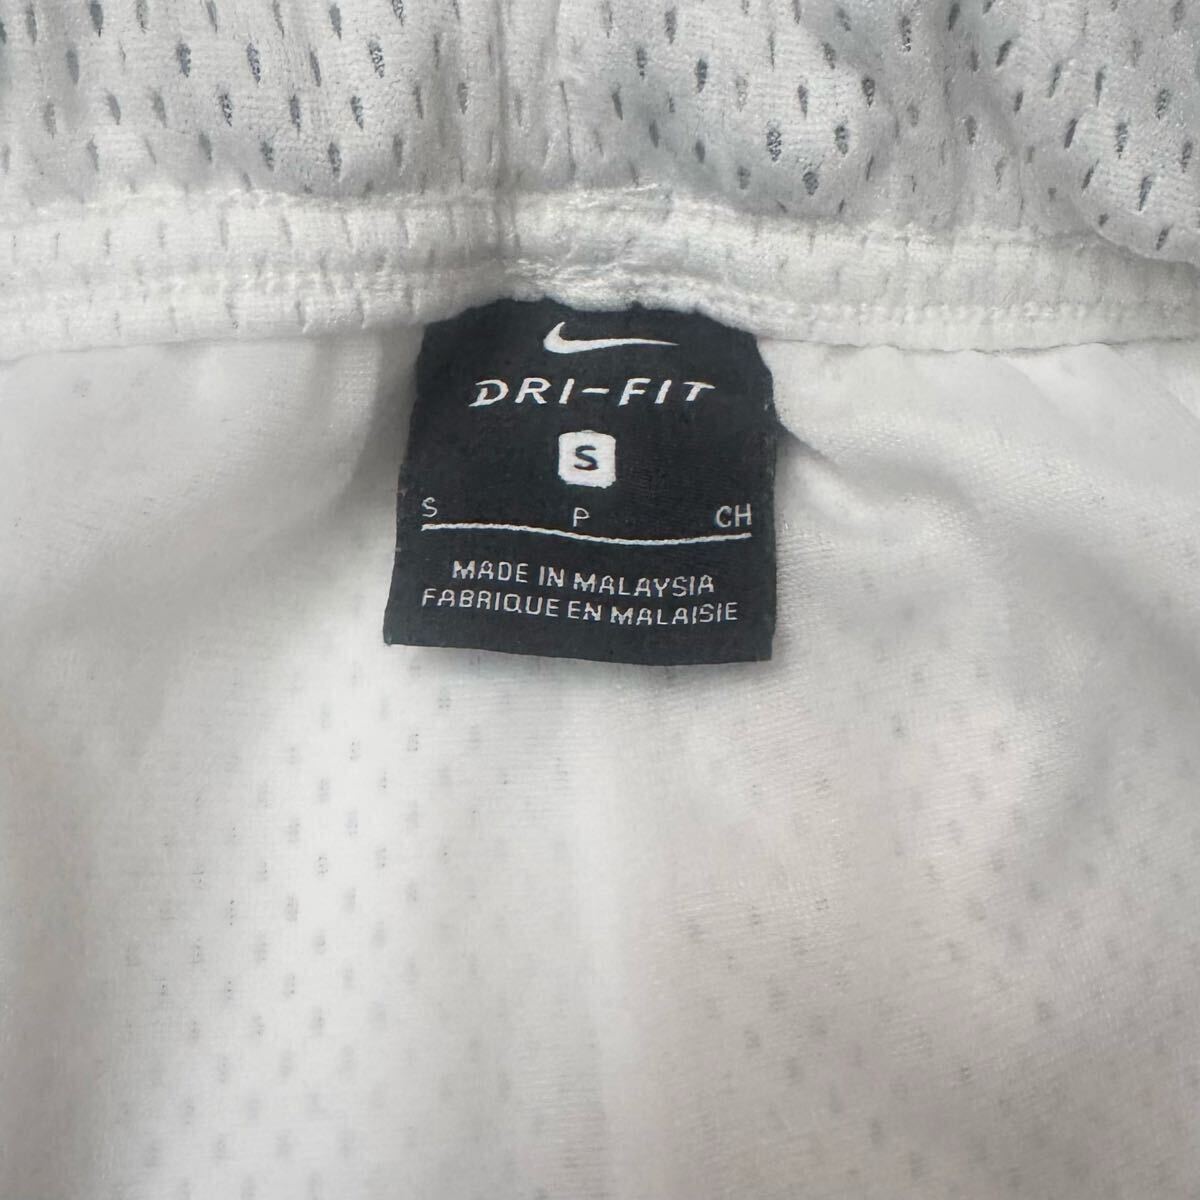 DRI-FIT
S
S P CH
MADE IN MALAYSIA
FABRIQUE EN MALAISIE